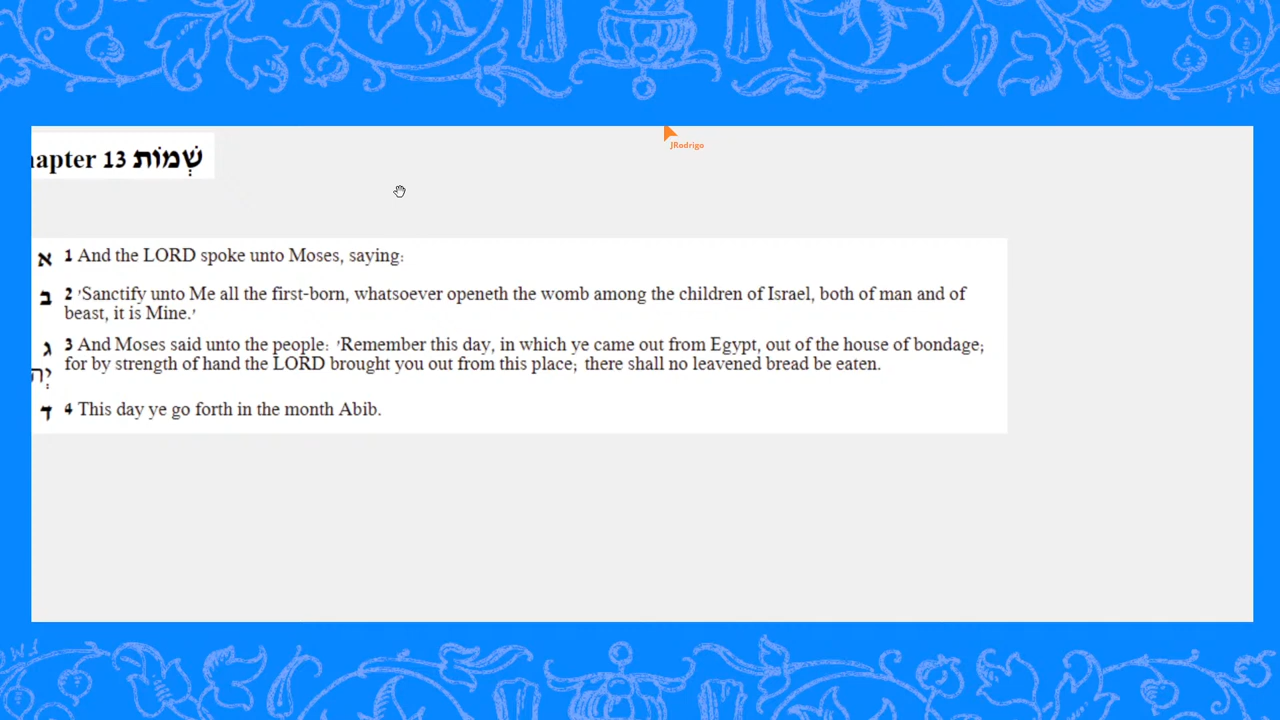 hapter 13 שְׁמוֹת
JRodrigo
א 1 And the LORD spoke unto Moses, saying:
ב 2 'Sanctify unto Me all the first-born, whatsoever openeth the womb among the children of Israel, both of man and of
beast, it is Mine.'
ג 3 And Moses said unto the people: 'Remember this day, in which ye came out from Egypt, out of the house of bondage;
יְה for by strength of hand the LORD brought you out from this place; there shall no leavened bread be eaten.
ד 4 This day ye go forth in the month Abib.